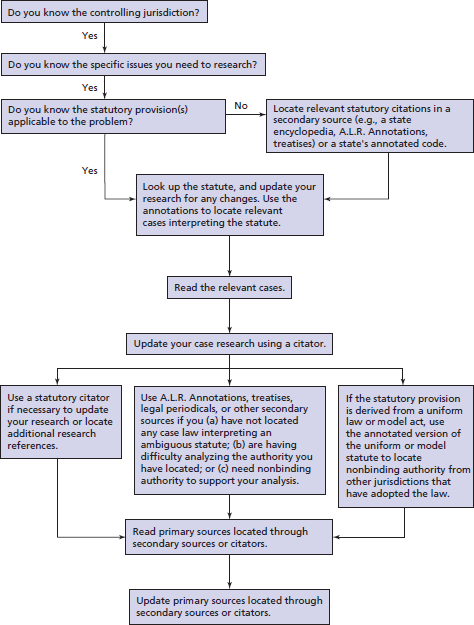 Do you know the controlling jurisdiction?
Yes
Do you know the specific issues you need to research?
Yes
Do you know the statutory provision(s)
applicable to the problem?
No
Locate relevant statutory citations in a
secondary source (e.g., a state
encyclopedia, A.L.R. Annotations,
treatises) or a state's annotated code.
Yes
Look up the statute, and update your
research for any changes. Use the
annotations to locate relevant
cases interpreting the statute.
Read the relevant cases.
Update your case research using a citator.
Use a statutory citator
if necessary to update
your research or locate
additional research
references.
Use A.L.R. Annotations, treatises,
legal periodicals, or other secondary
sources if you (a) have not located
any case law interpreting an
ambiguous statute; (b) are having
difficulty analyzing the authority you
have located; or (c) need nonbinding
authority to support your analysis.
If the statutory provision
is derived from a uniform
law or model act, use
the annotated version of
the uniform or model
statute to locate
nonbinding authority from
other jurisdictions that
have adopted the law.
Read primary sources located through
secondary sources or citators.
Update primary sources located through
secondary sources or citators.